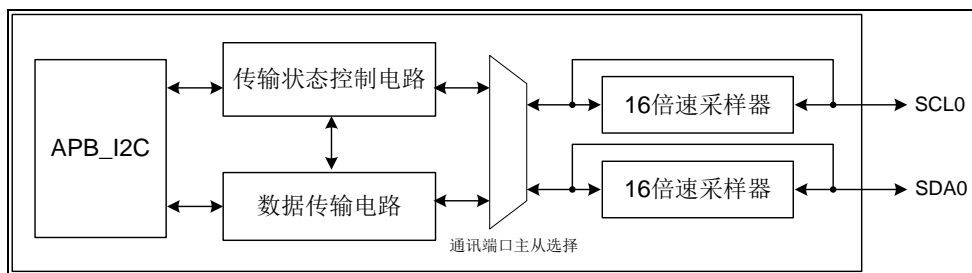 APB_I2C
传输状态控制电路
数据传输电路
通讯端口主从选择
16倍速采样器
16倍速采样器
SCL0
SDA0